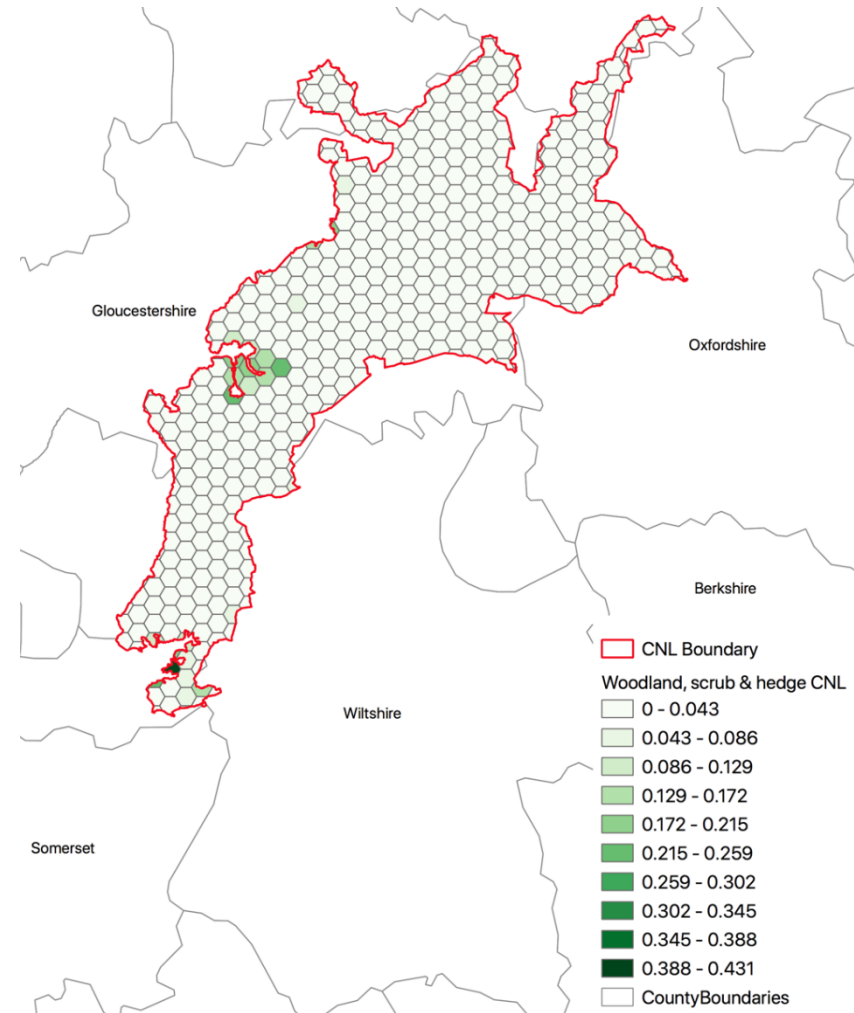 Gloucestershire
Oxfordshire
Berkshire
Wiltshire
Somerset
CNL Boundary
Woodland, scrub & hedge CNL
0 - 0.043
0.043 - 0.086
0.086 - 0.129
0.129 - 0.172
0.172 - 0.215
0.215 - 0.259
0.259 - 0.302
0.302 - 0.345
0.345 - 0.388
0.388 - 0.431
CountyBoundaries